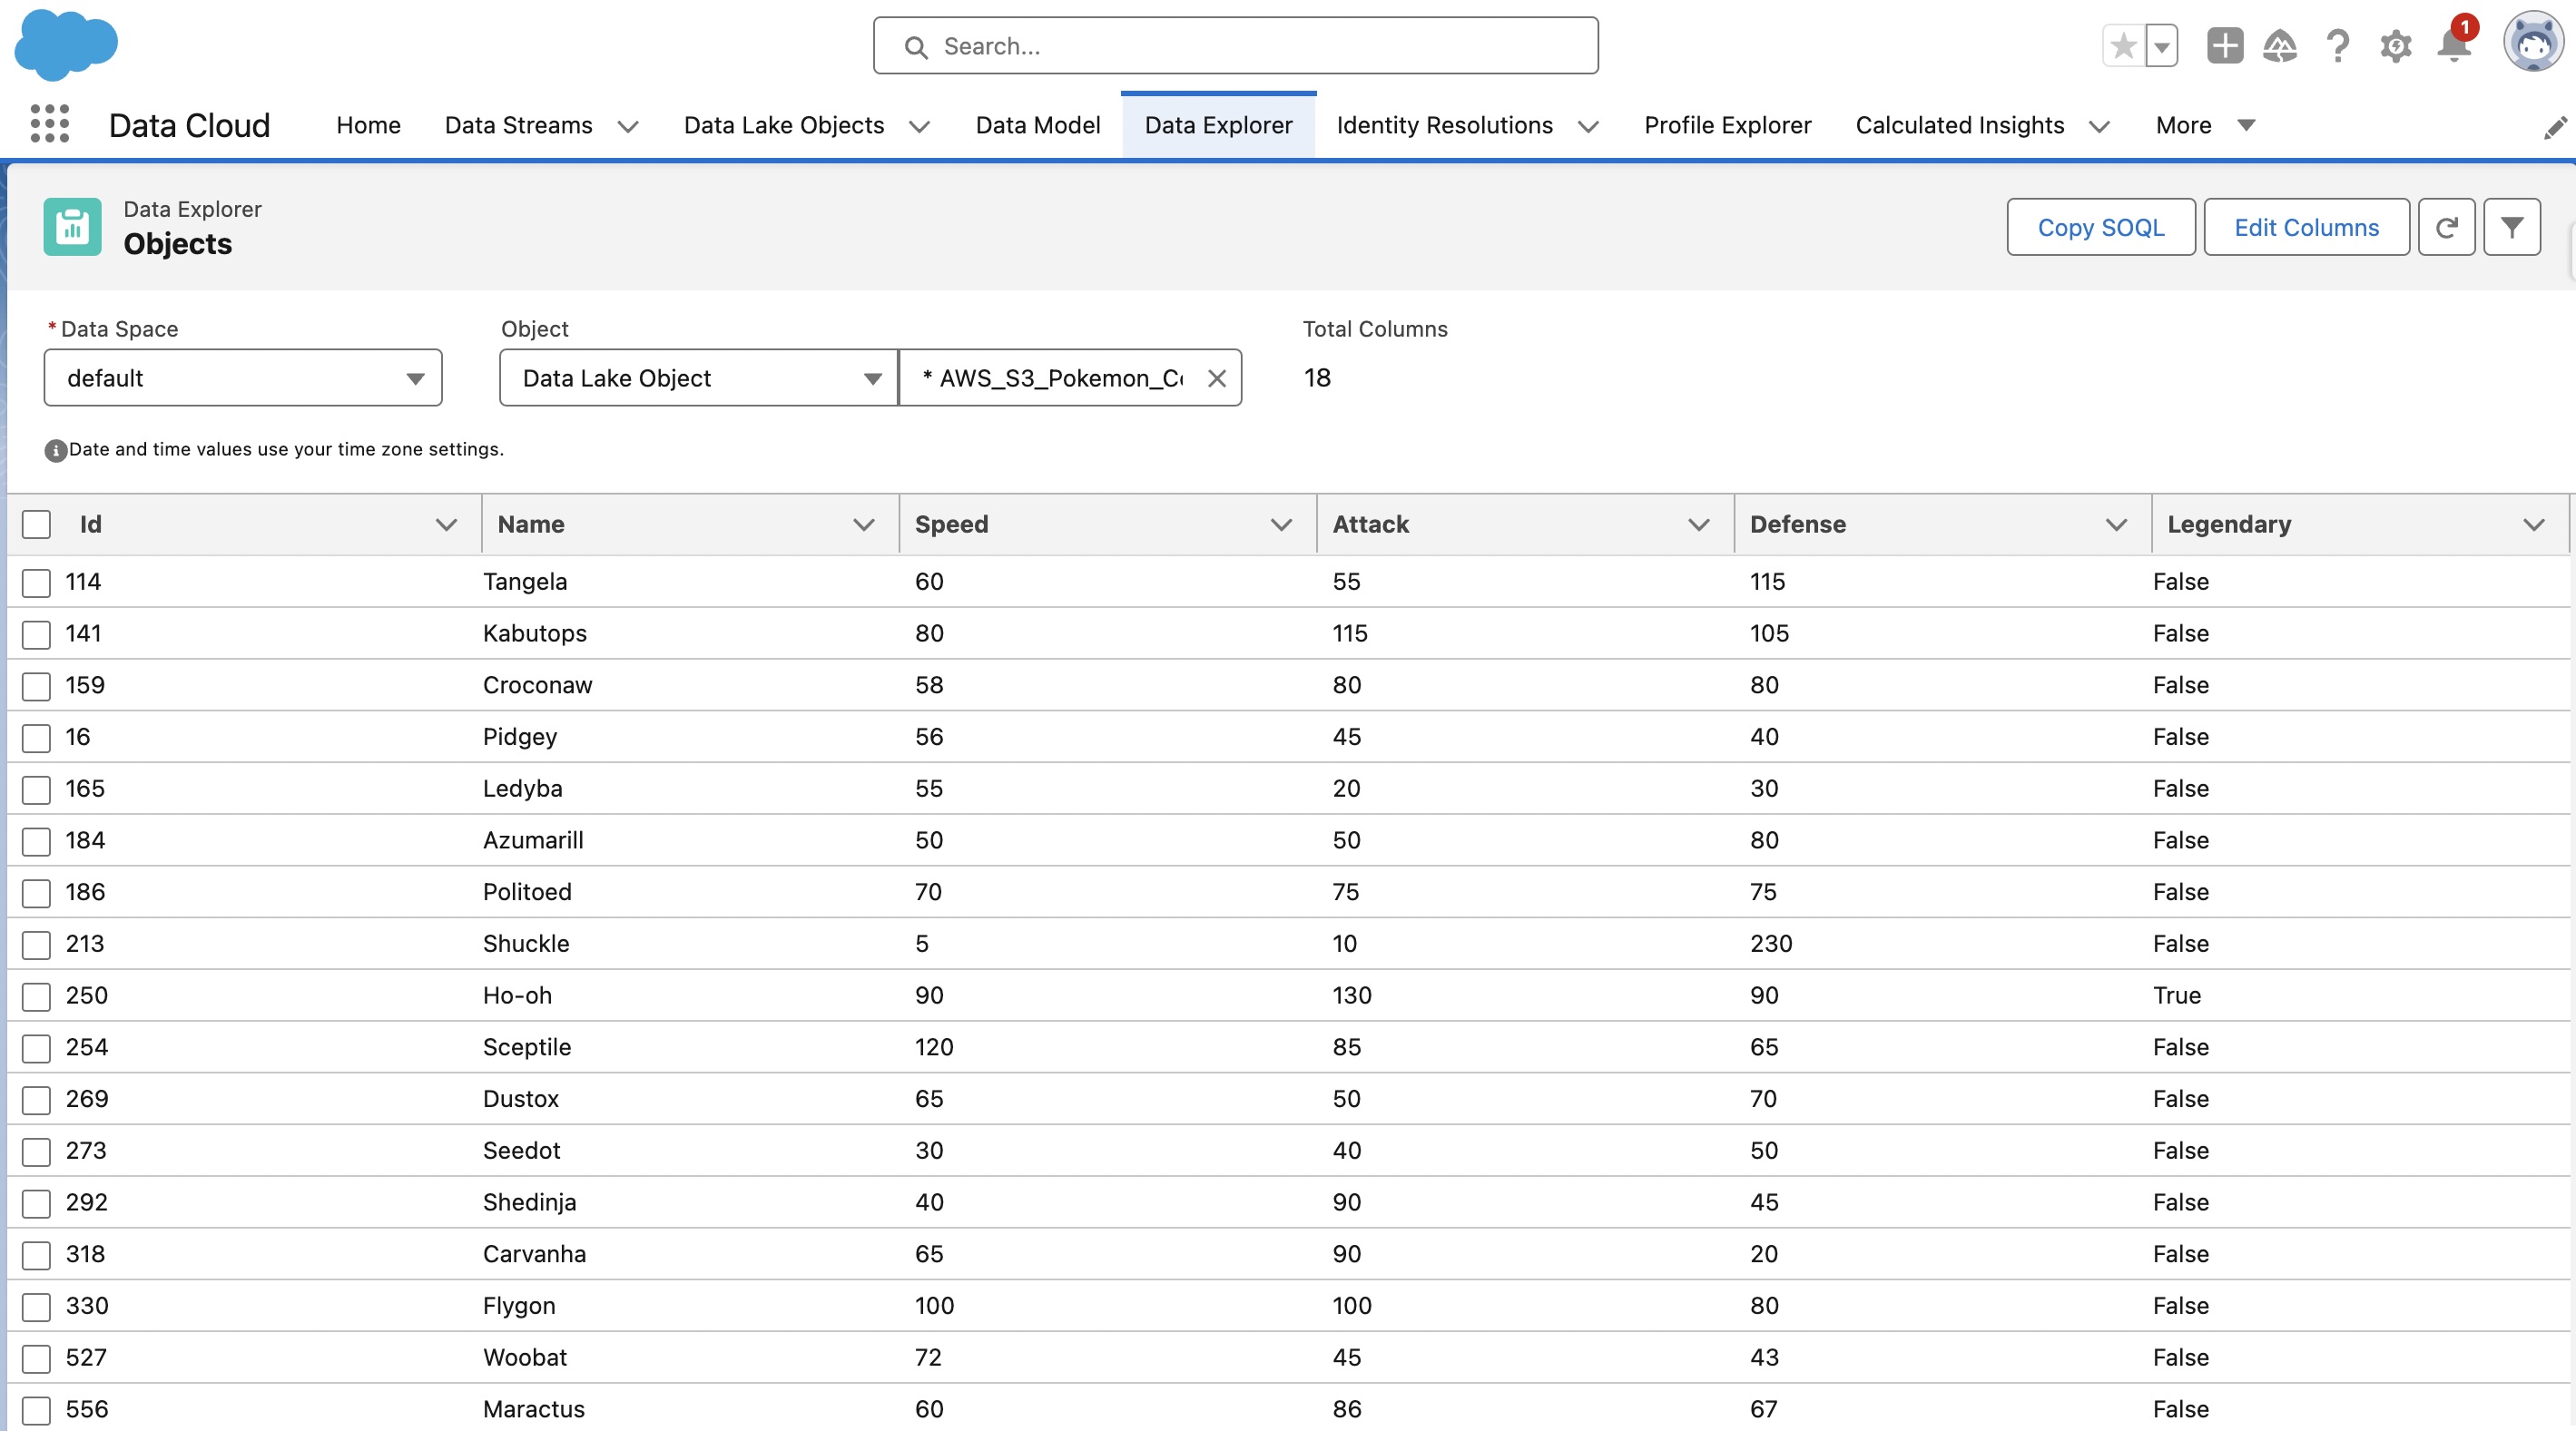 Search...
1
Data Cloud Home Data Streams Data Lake Objects Data Model Data Explorer Identity Resolutions Profile Explorer Calculated Insights More
Data Explorer
Objects
Copy SOQL Edit Columns
* Data Space Object Total Columns
default Data Lake Object * AWS_S3_Pokemon_C 18
Date and time values use your time zone settings.
Id Name Speed Attack Defense Legendary
114 Tangela 60 55 115 False
141 Kabutops 80 115 105 False
159 Croconaw 58 80 80 False
16 Pidgey 56 45 40 False
165 Ledyba 55 20 30 False
184 Azumarill 50 50 80 False
186 Politoed 70 75 75 False
213 Shuckle 5 10 230 False
250 Ho-oh 90 130 90 True
254 Sceptile 120 85 65 False
269 Dustox 65 50 70 False
273 Seedot 30 40 50 False
292 Shedinja 40 90 45 False
318 Carvanha 65 90 20 False
330 Flygon 100 100 80 False
527 Woobat 72 45 43 False
556 Maractus 60 86 67 False